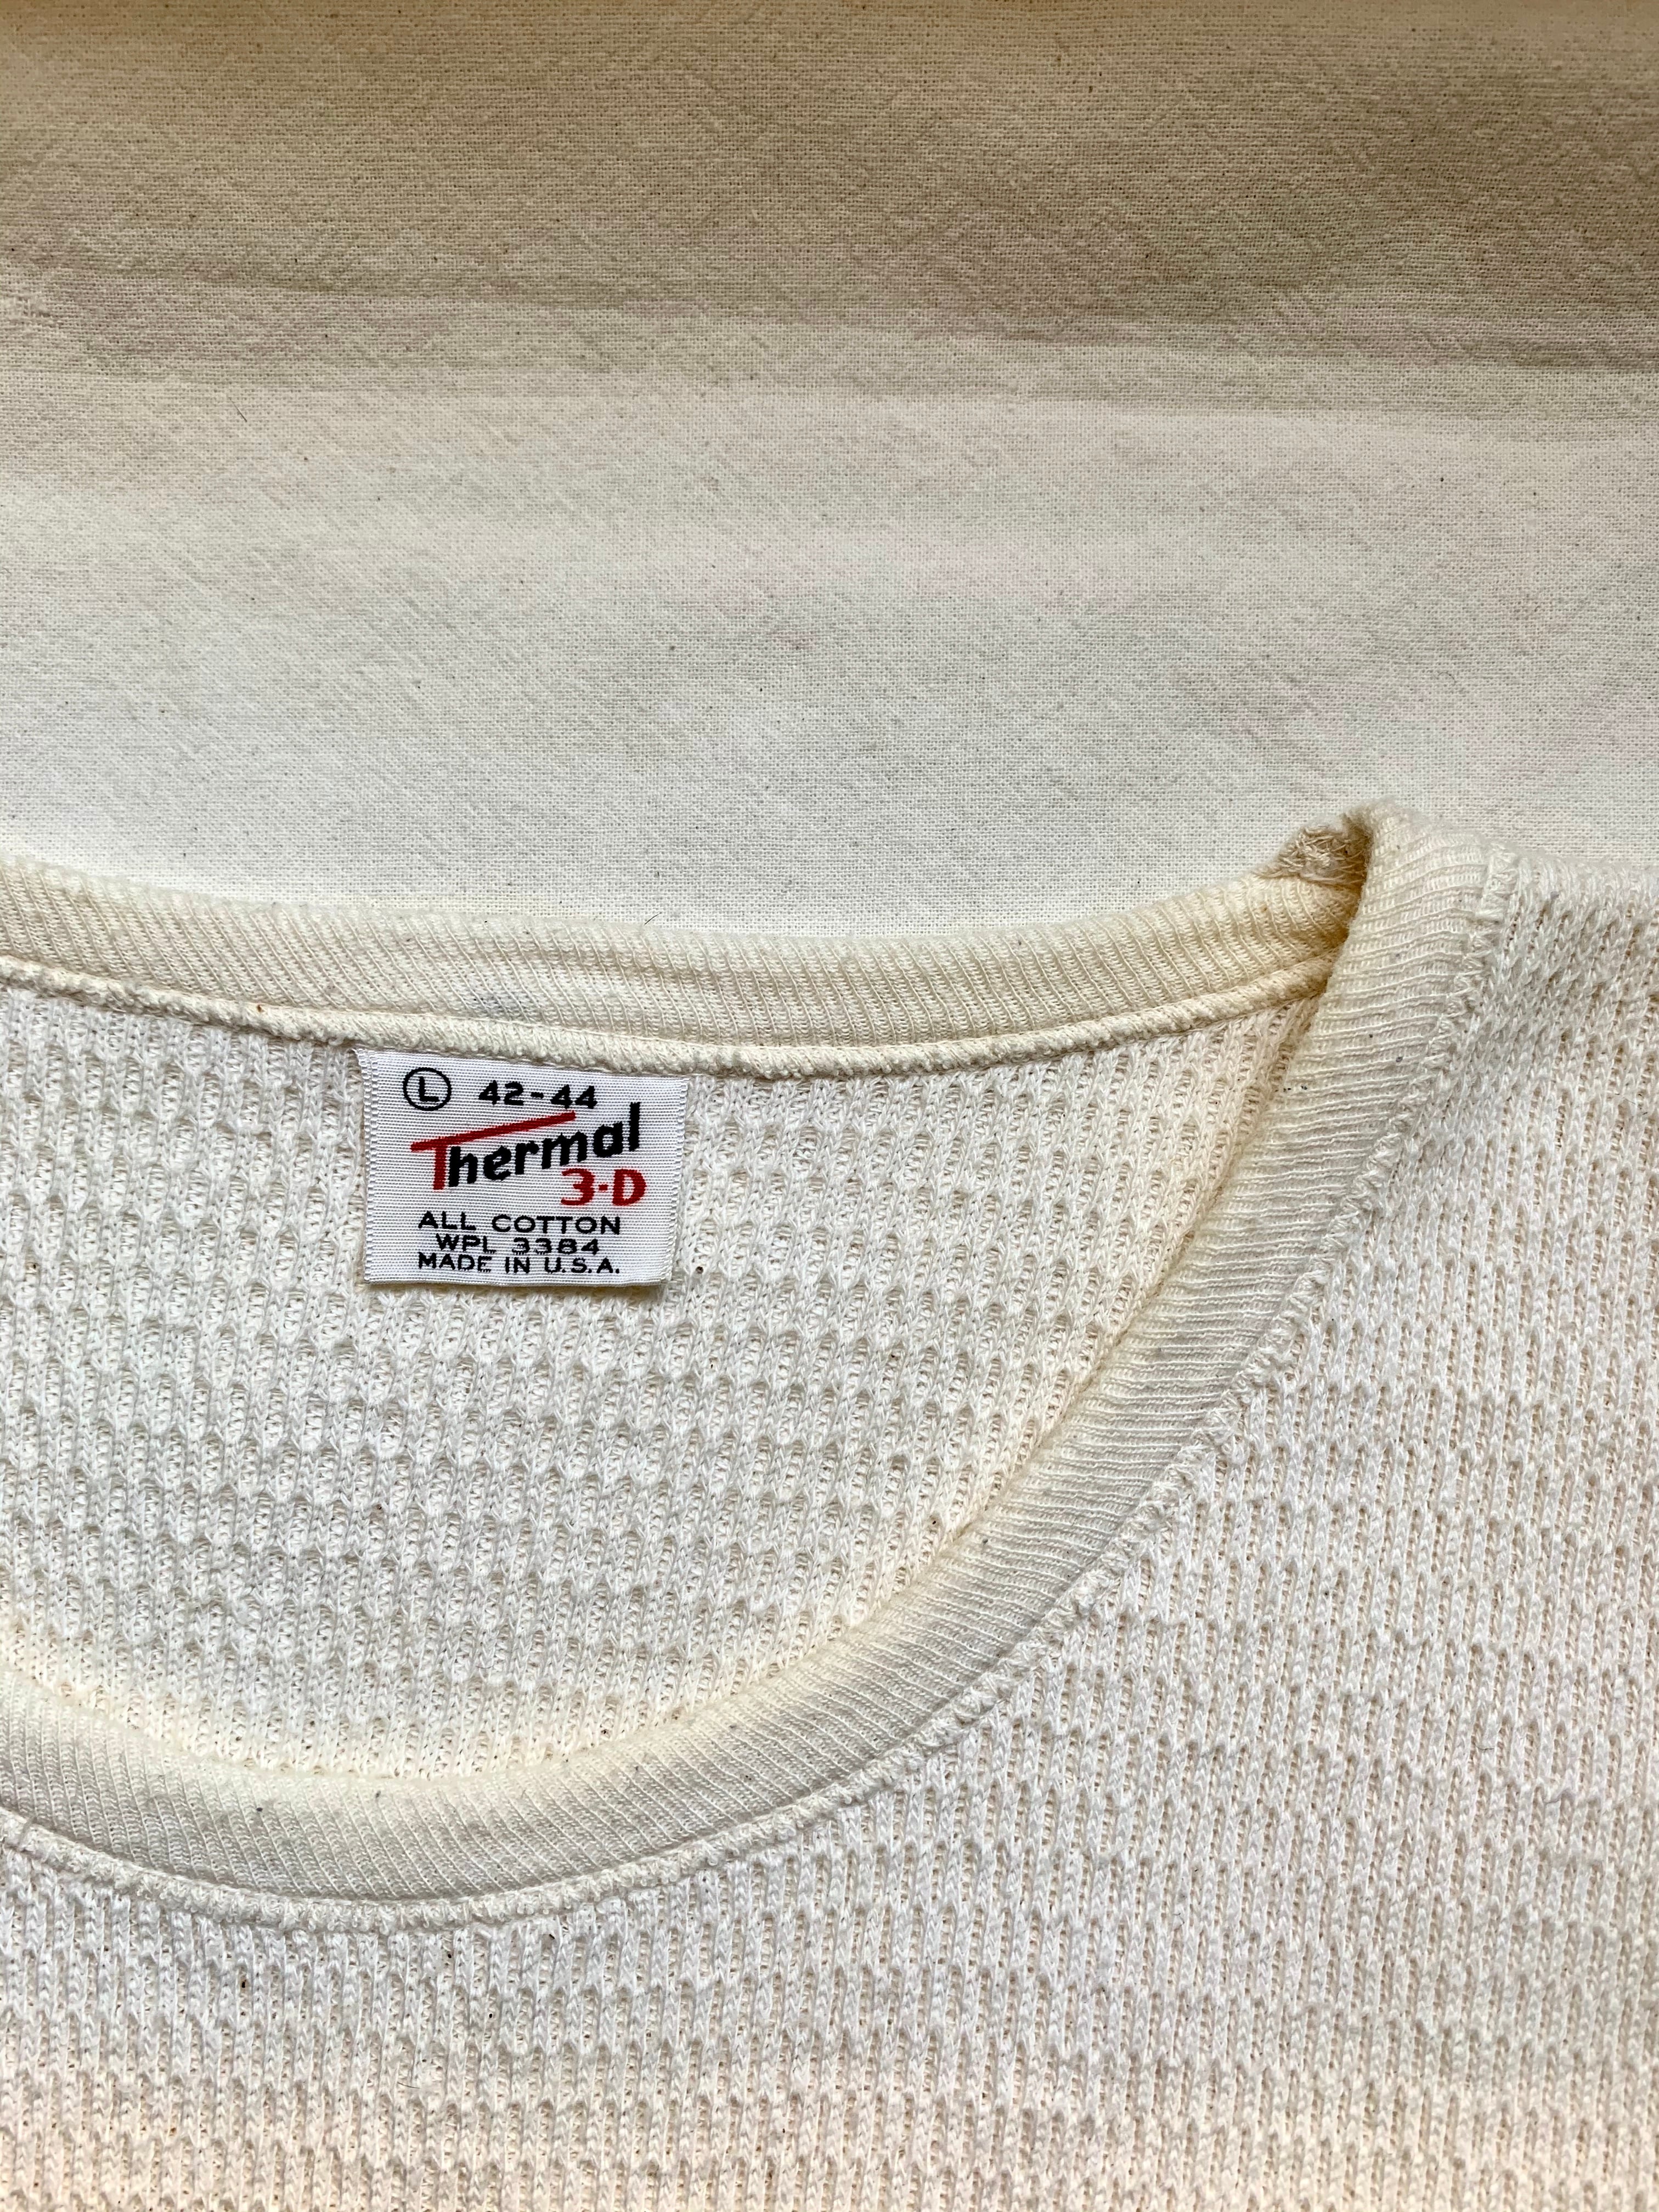 L 42-44
Thermal
3-D
ALL COTTON
WPL 3384
MADE IN U.S.A.